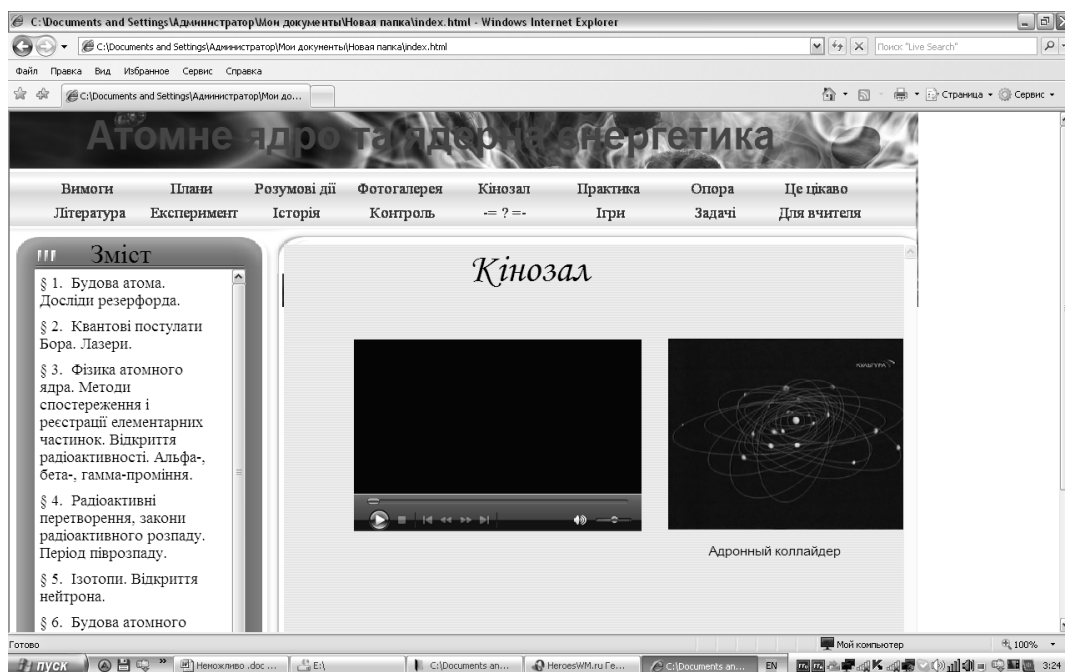 C:\Documents and Settings\Администратор\Мои документы\Новая папка\index.html - Windows Internet Explorer
C:\Documents and Settings\Администратор\Мои документы\Новая папка\index.html
Поиск "Live Search"
Файл Правка Вид Избранное Сервис Справка
C:\Documents and Settings\Администратор\Мои до...
Страница Сервис
Атомне ядро та ядерна енергетика
Вимоги Плани Розумові дії Фотогалерея Кінозал Практика Опора Це цікаво
Література Експеримент Історія Контроль -= ? =- Ігри Задачі Для вчителя
Зміст
§ 1. Будова атома.
Досліди резерфорда.
§ 2. Квантові постулати
Бора. Лазери.
§ 3. Фізика атомного
ядра. Методи
спостереження і
реєстрації елементарних
частинок. Відкриття
радіоактивності. Альфа-,
бета-, гамма-проміння.
§ 4. Радіоактивні
перетворення, закони
радіоактивного розпаду.
Період піврозпаду.
§ 5. Ізотопи. Відкриття
нейтрона.
§ 6. Будова атомного
Кінозал
КУЛЬТУРА
Адронный коллайдер
Готово
Мой компьютер
100%
пуск
Неможливо .doc ...
E:\
C:\Documents an...
HeroesWM.ru Ге...
C:\Documents an...
EN
3:24